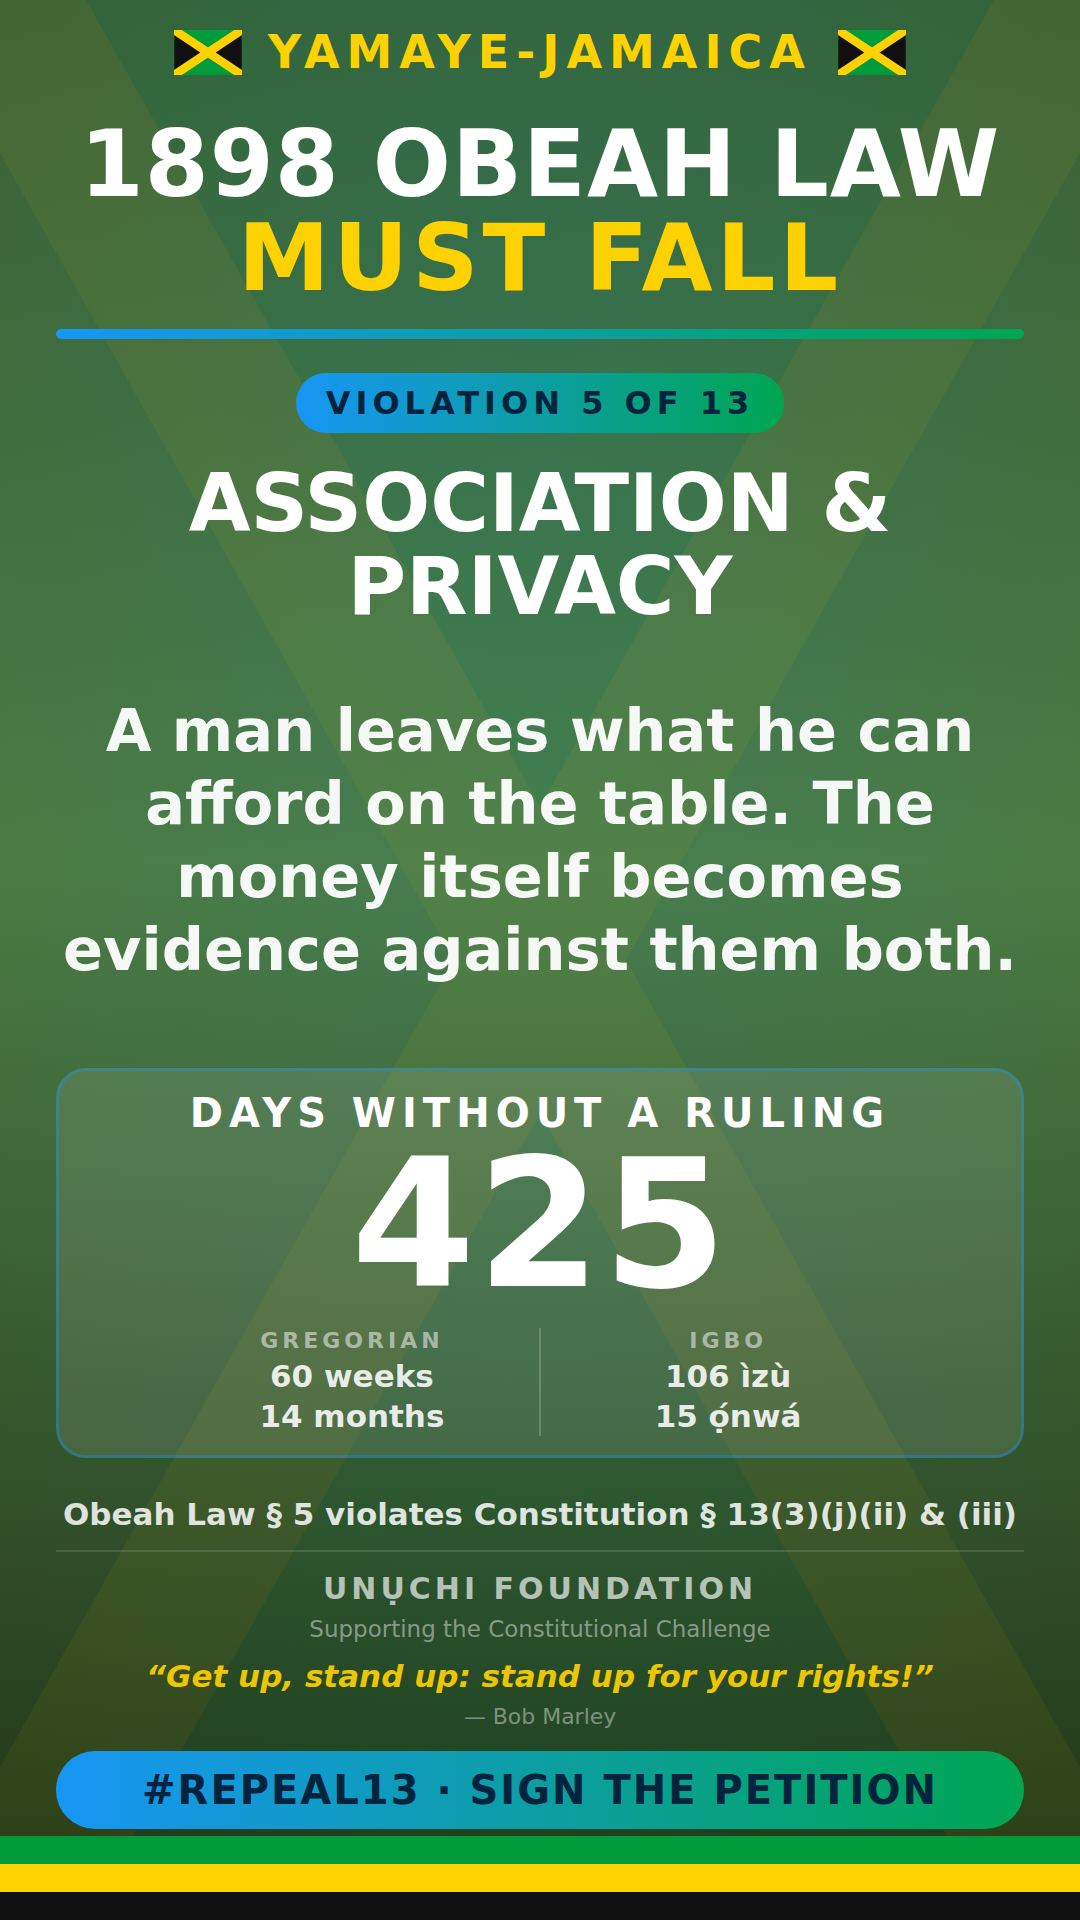 YAMAYE-JAMAICA
1898 OBEAH LAW
MUST FALL
VIOLATION 5 OF 13
ASSOCIATION &
PRIVACY
A man leaves what he can
afford on the table. The
money itself becomes
evidence against them both.
DAYS WITHOUT A RULING
425
GREGORIAN
60 weeks
14 months
IGBO
106 ìzù
15 ọ́nwá
Obeah Law § 5 violates Constitution § 13(3)(j)(ii) & (iii)
UNỤCHI FOUNDATION
Supporting the Constitutional Challenge
“Get up, stand up: stand up for your rights!”
— Bob Marley
#REPEAL13 · SIGN THE PETITION